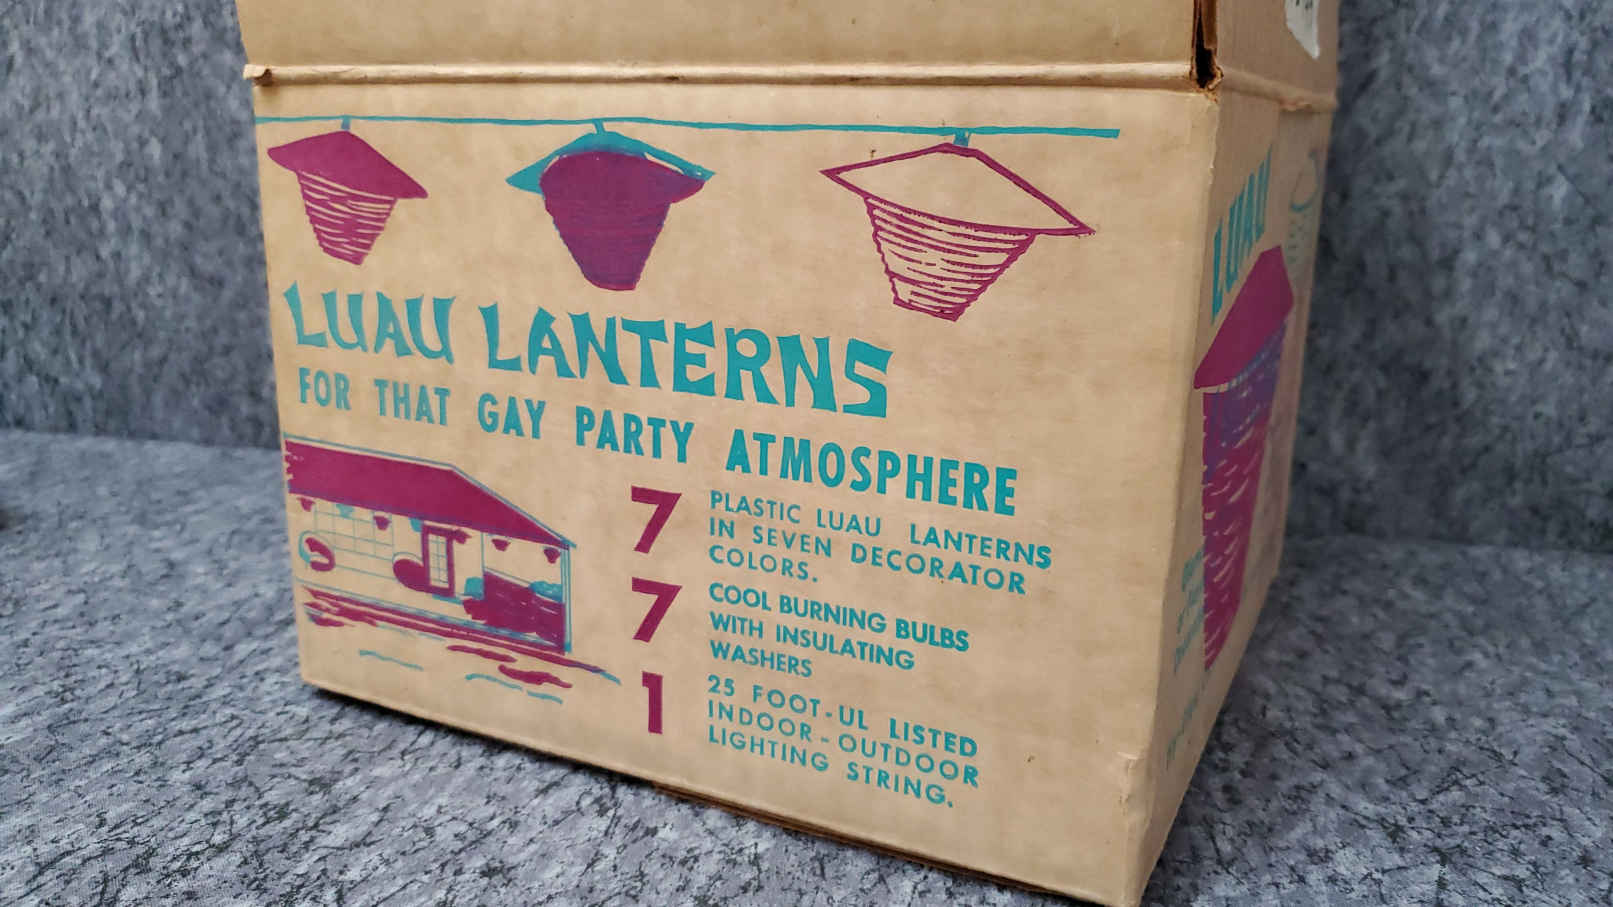 LUAU LANTERNS
FOR THAT GAY PARTY ATMOSPHERE
7 PLASTIC LUAU LANTERNS
IN SEVEN DECORATOR
COLORS.
7 COOL BURNING BULBS
WITH INSULATING
WASHERS
1 25 FOOT-UL LISTED
INDOOR-OUTDOOR
LIGHTING STRING.
LUAU